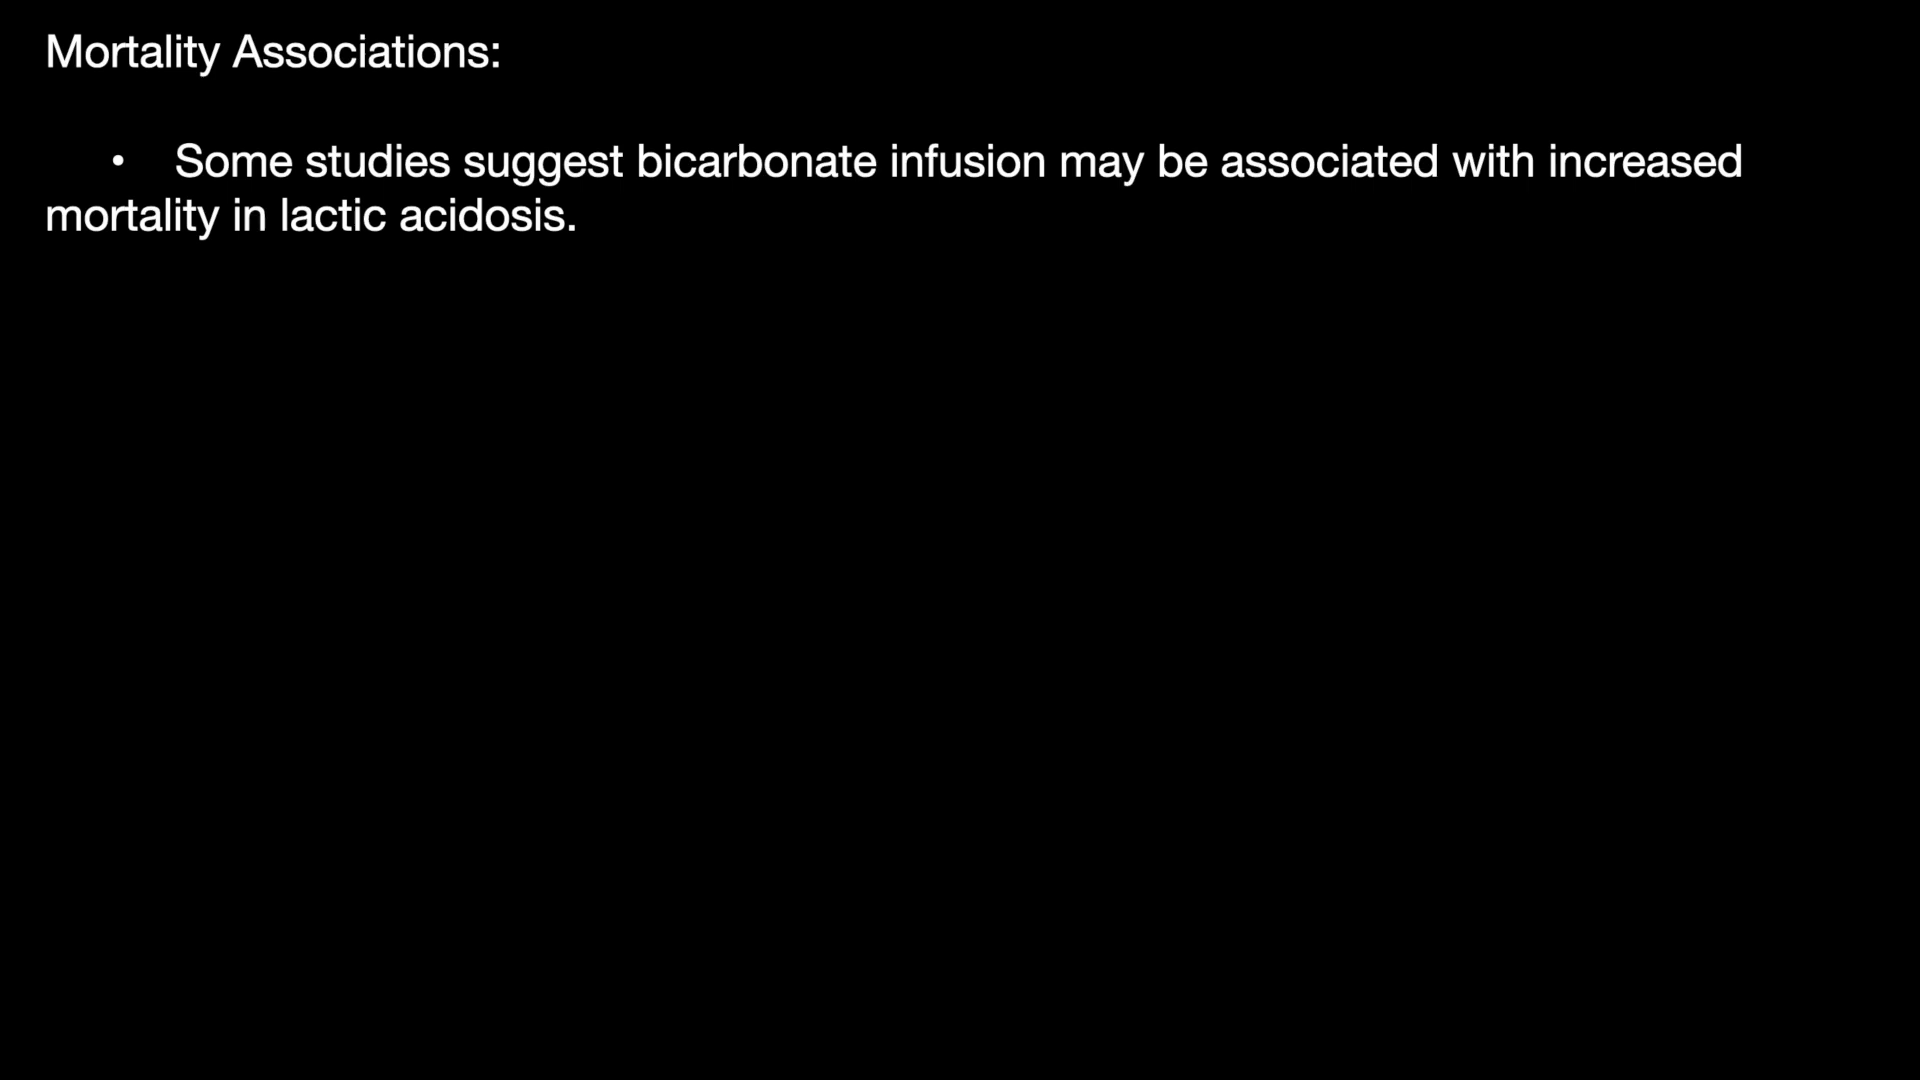 Mortality Associations:
• Some studies suggest bicarbonate infusion may be associated with increased
mortality in lactic acidosis.